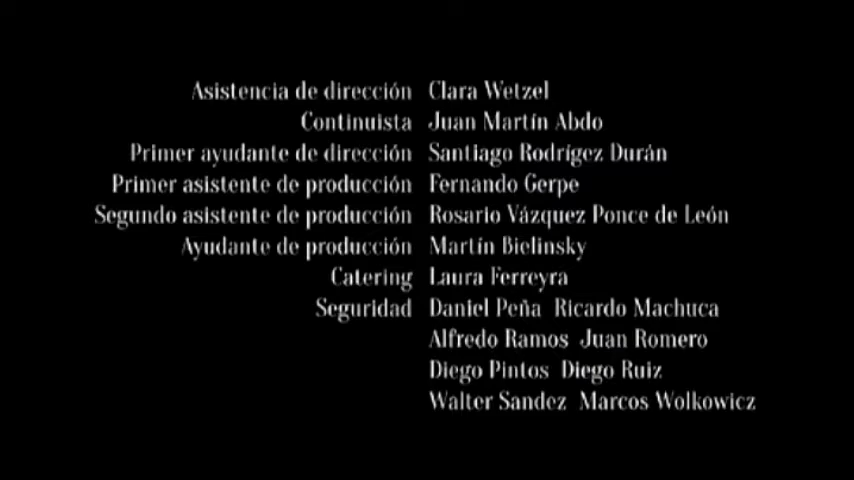 Asistencia de dirección Clara Wetzel
Continuista Juan Martín Abdo
Primer ayudante de dirección Santiago Rodrígez Durán
Primer asistente de producción Fernando Gerpe
Segundo asistente de producción Rosario Vázquez Ponce de León
Ayudante de producción Martín Bielinsky
Catering Laura Ferreyra
Seguridad Daniel Peña Ricardo Machuca
Alfredo Ramos Juan Romero
Diego Pintos Diego Ruiz
Walter Sandez Marcos Wolkowicz